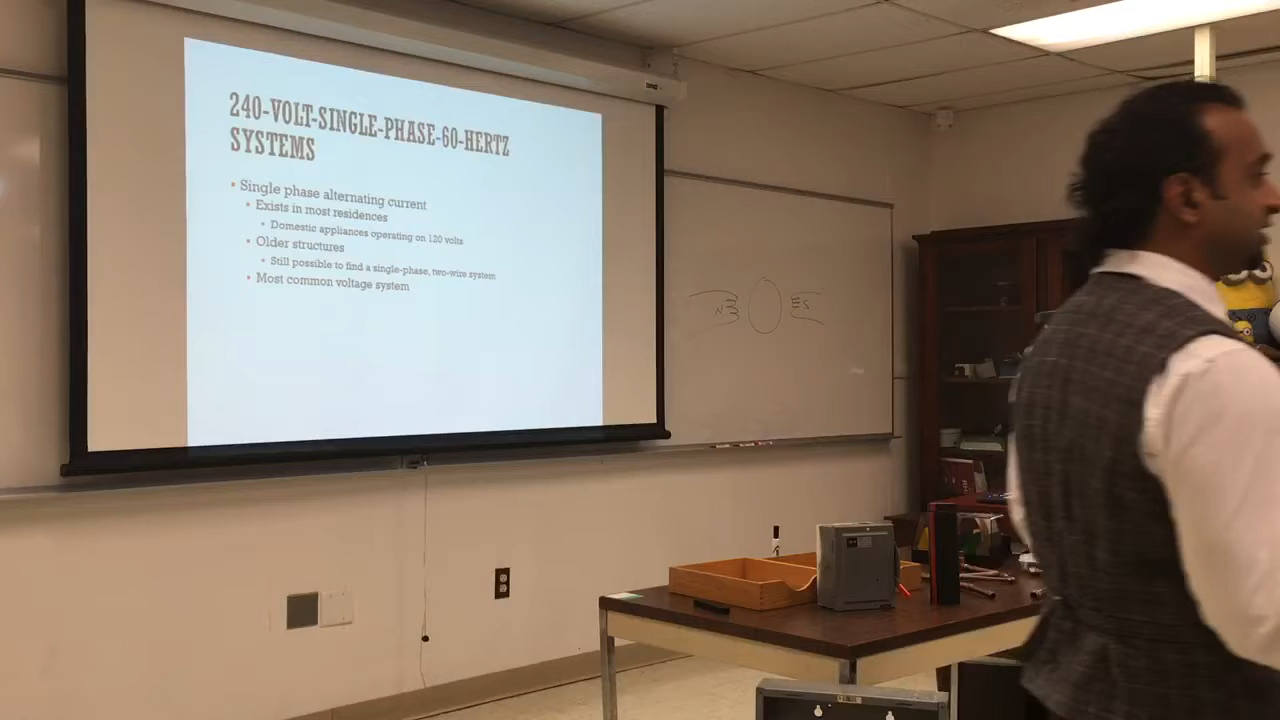 240-VOLT-SINGLE-PHASE-60-HERTZ
SYSTEMS
Single phase alternating current
Exists in most residences
Domestic appliances operating on 120 volts
Older structures
Still possible to find a single-phase, two-wire system
Most common voltage system
N
S